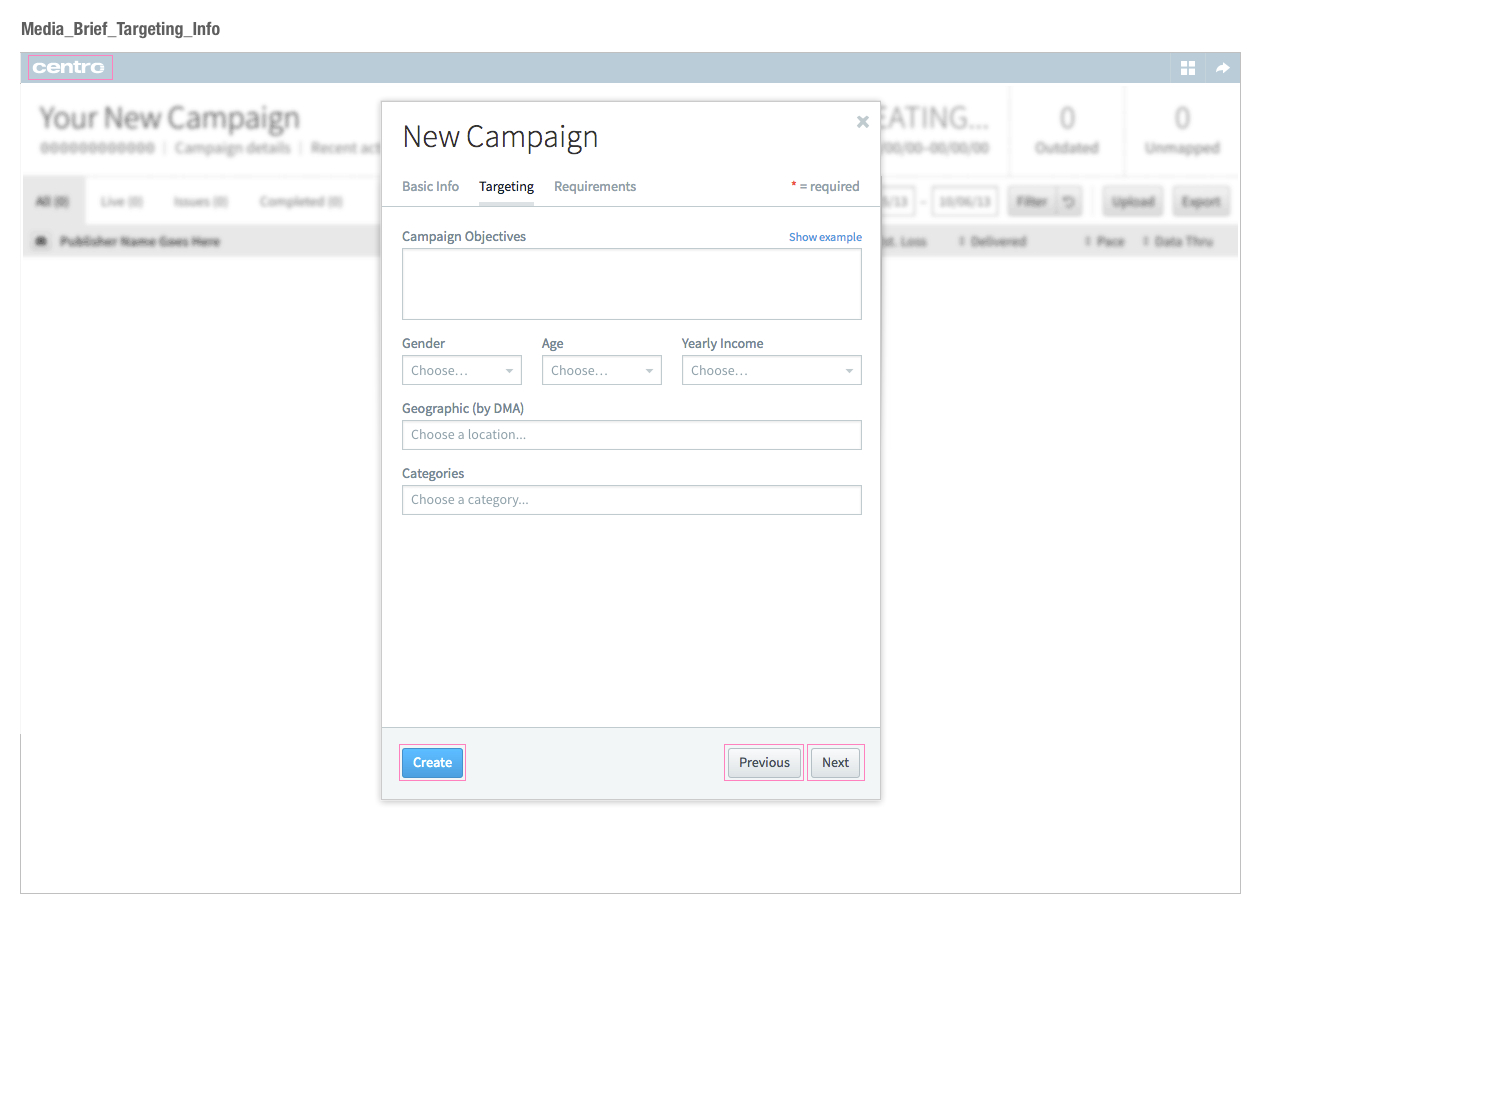 Media_Brief_Targeting_Info
centro
Your New Campaign
EATING...
0
0
000000000000 | Campaign details | Recent act
/00/00–00/00/00
Outdated
Unmapped
New Campaign
Basic Info
Targeting
Requirements
* = required
All (0)
Live (0)
Issues (0)
Completed (0)
/13 - 10/06/13
Filter
Upload
Export
Publisher Name Goes Here
st. Loss
Delivered
Pace
Data Thru
Campaign Objectives
Show example
Gender
Age
Yearly Income
Choose...
Choose...
Choose...
Geographic (by DMA)
Choose a location...
Categories
Choose a category...
Create
Previous
Next